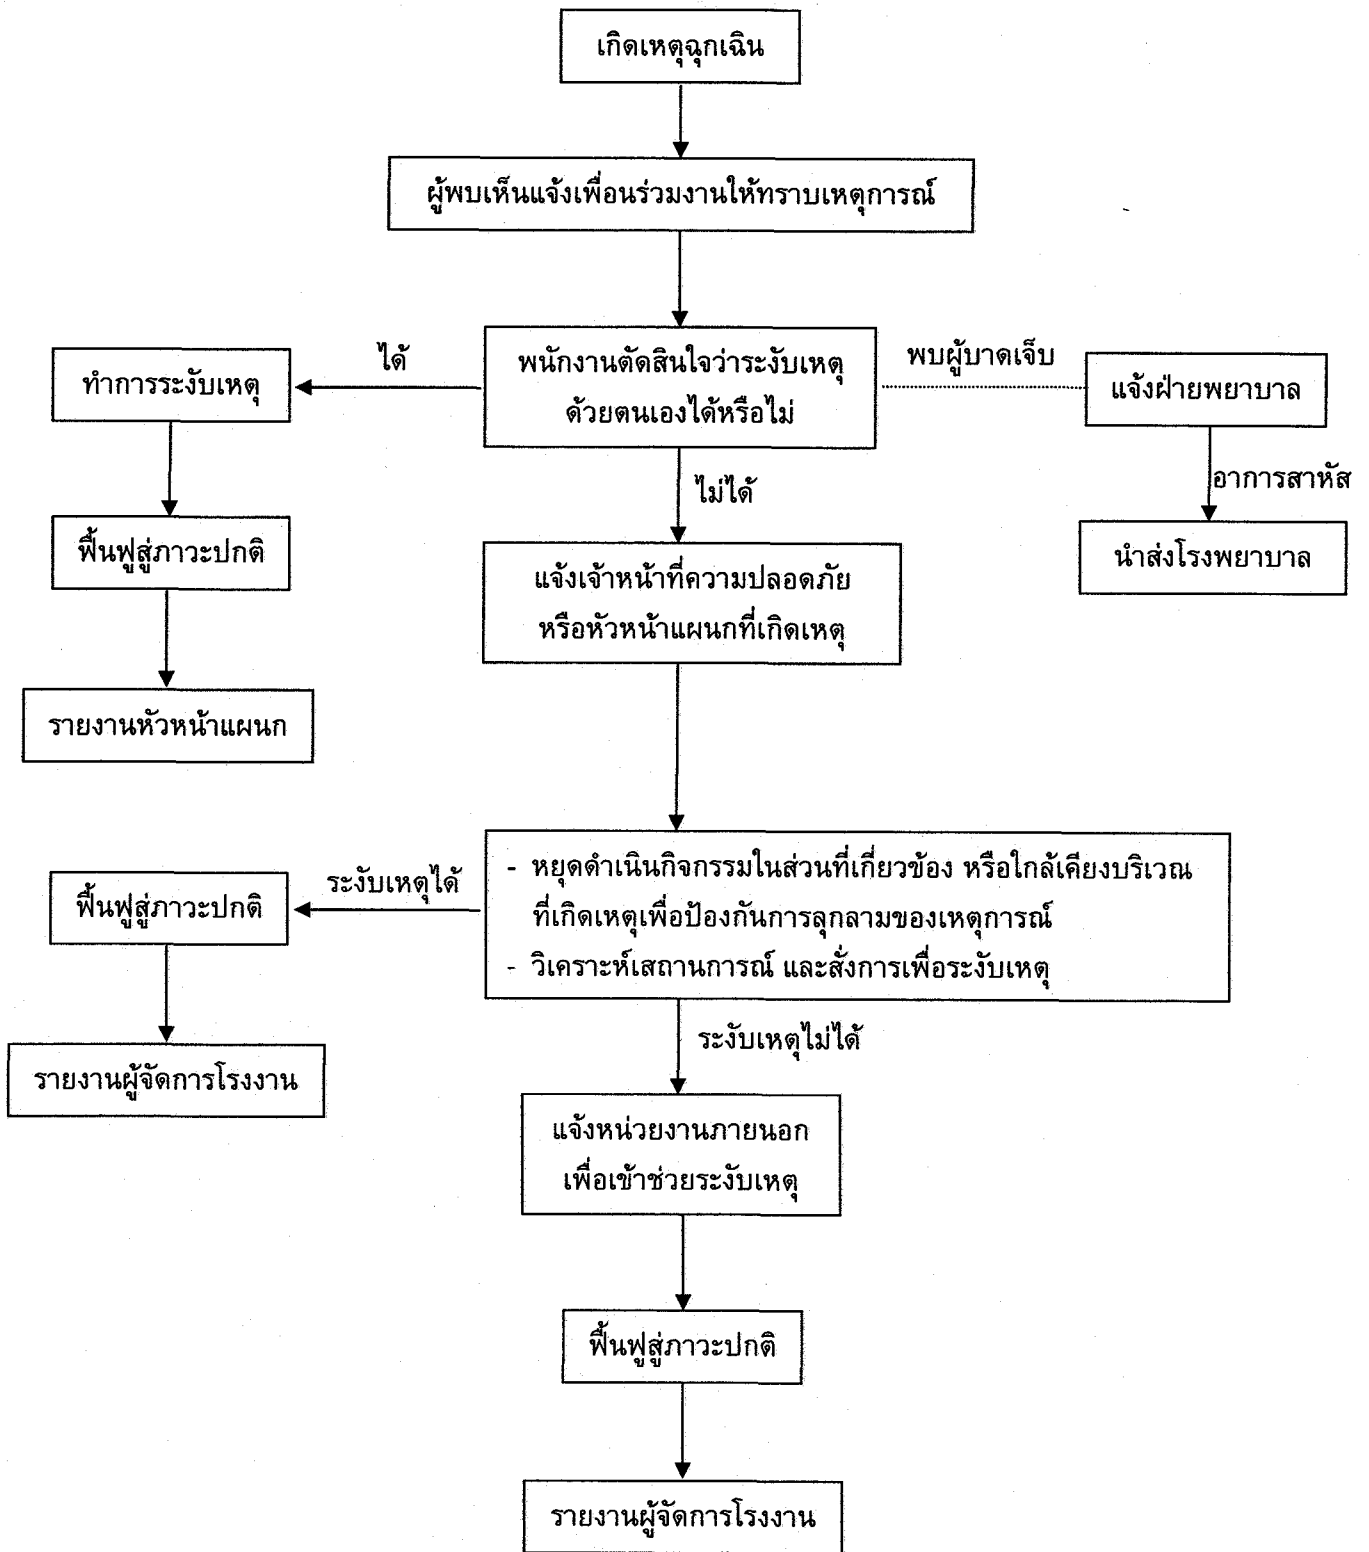 เกิดเหตุฉุกเฉิน
ผู้พบเห็นแจ้งเพื่อนร่วมงานให้ทราบเหตุการณ์
พนักงานตัดสินใจว่าระงับเหตุ
ด้วยตนเองได้หรือไม่
ได้
ทำการระงับเหตุ
ฟื้นฟูสู่ภาวะปกติ
รายงานหัวหน้าแผนก
พบผู้บาดเจ็บ
แจ้งฝ่ายพยาบาล
อาการสาหัส
นำส่งโรงพยาบาล
ไม่ได้
แจ้งเจ้าหน้าที่ความปลอดภัย
หรือหัวหน้าแผนกที่เกิดเหตุ
- หยุดดำเนินกิจกรรมในส่วนที่เกี่ยวข้อง หรือใกล้เคียงบริเวณ
ที่เกิดเหตุเพื่อป้องกันการลุกลามของเหตุการณ์
- วิเคราะห์เสถานการณ์ และสั่งการเพื่อระงับเหตุ
ระงับเหตุได้
ฟื้นฟูสู่ภาวะปกติ
รายงานผู้จัดการโรงงาน
ระงับเหตุไม่ได้
แจ้งหน่วยงานภายนอก
เพื่อเข้าช่วยระงับเหตุ
ฟื้นฟูสู่ภาวะปกติ
รายงานผู้จัดการโรงงาน